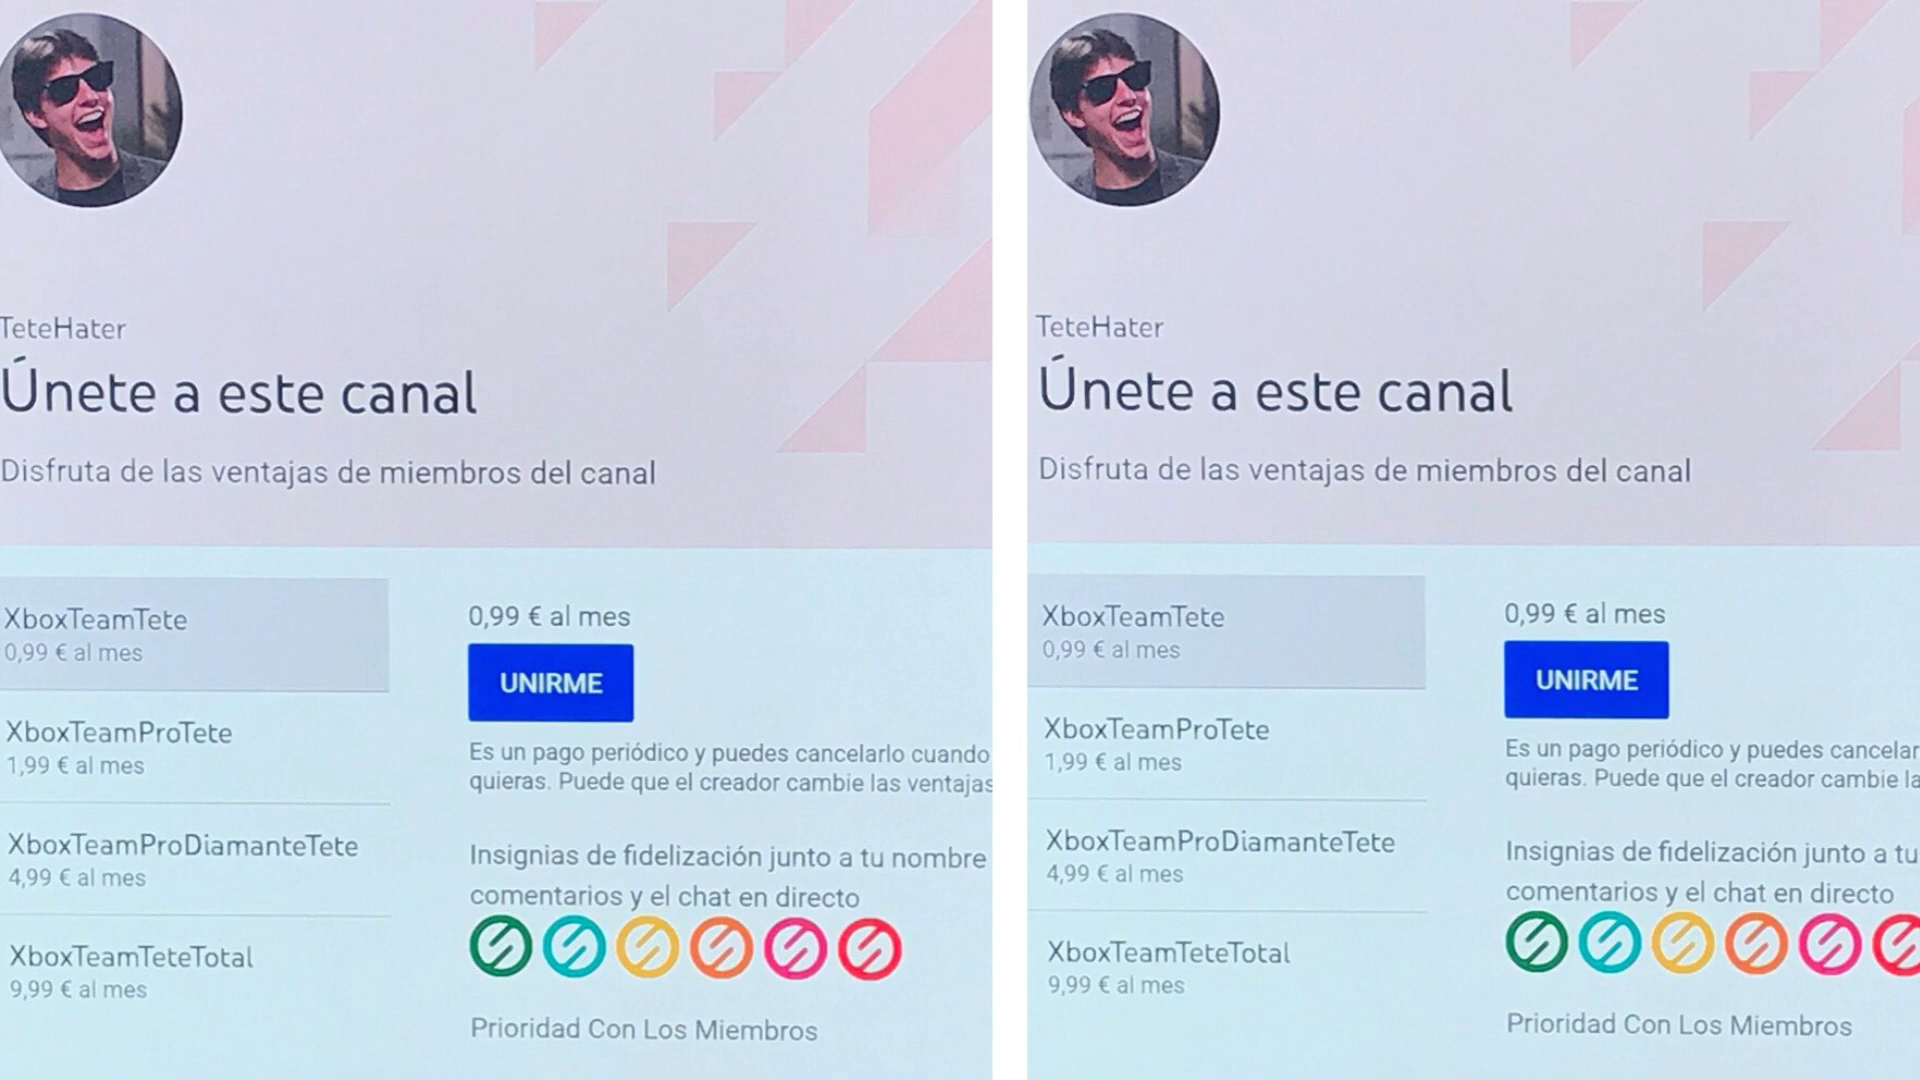 TeteHater
Únete a este canal
Disfruta de las ventajas de miembros del canal
XboxTeamTete
0,99 € al mes
XboxTeamProTete
1,99 € al mes
XboxTeamProDiamanteTete
4,99 € al mes
XboxTeamTeteTotal
9,99 € al mes
0,99 € al mes
UNIRME
Es un pago periódico y puedes cancelarlo cuando
quieras. Puede que el creador cambie las ventajas
Insignias de fidelización junto a tu nombre
comentarios y el chat en directo
Prioridad Con Los Miembros
TeteHater
Únete a este canal
Disfruta de las ventajas de miembros del canal
XboxTeamTete
0,99 € al mes
XboxTeamProTete
1,99 € al mes
XboxTeamProDiamanteTete
4,99 € al mes
XboxTeamTeteTotal
9,99 € al mes
0,99 € al mes
UNIRME
Es un pago periódico y puedes cancelar
quieras. Puede que el creador cambie la
Insignias de fidelización junto a tu
comentarios y el chat en directo
Prioridad Con Los Miembros